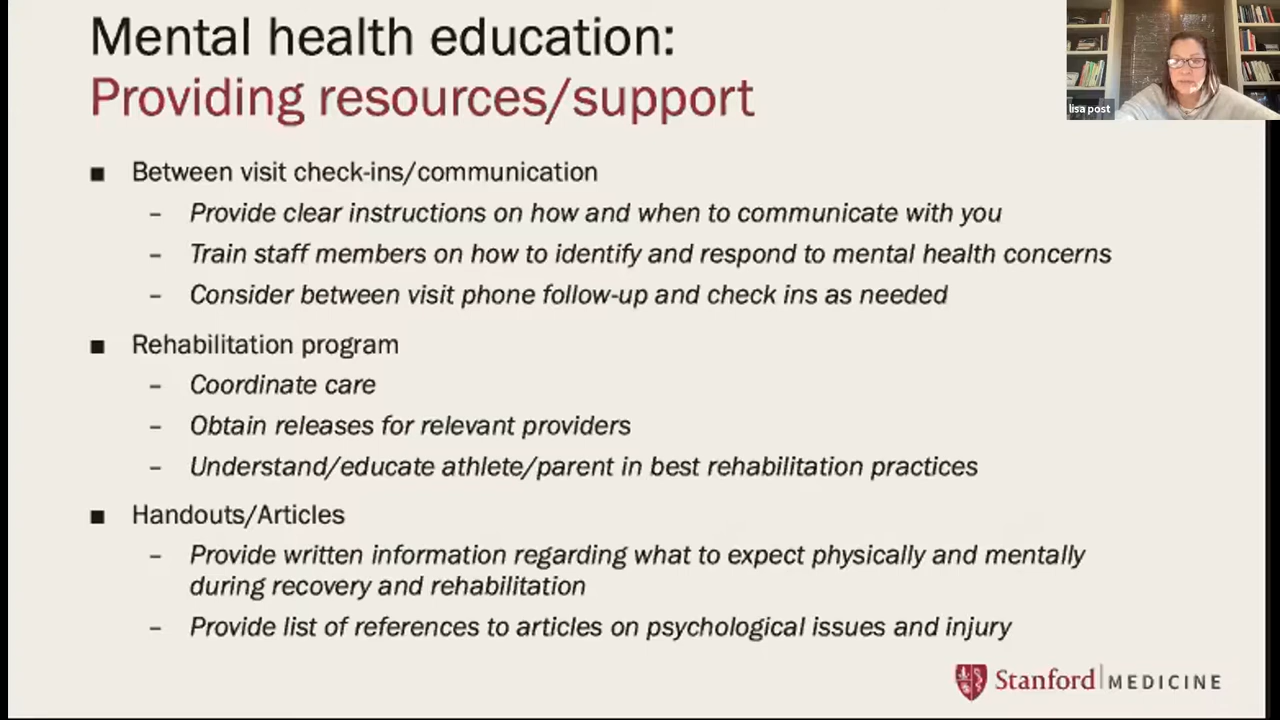 Mental health education:
Providing resources/support
lisa post
■ Between visit check-ins/communication
– Provide clear instructions on how and when to communicate with you
– Train staff members on how to identify and respond to mental health concerns
– Consider between visit phone follow-up and check ins as needed
■ Rehabilitation program
– Coordinate care
– Obtain releases for relevant providers
– Understand/educate athlete/parent in best rehabilitation practices
■ Handouts/Articles
– Provide written information regarding what to expect physically and mentally
during recovery and rehabilitation
– Provide list of references to articles on psychological issues and injury
Stanford MEDICINE